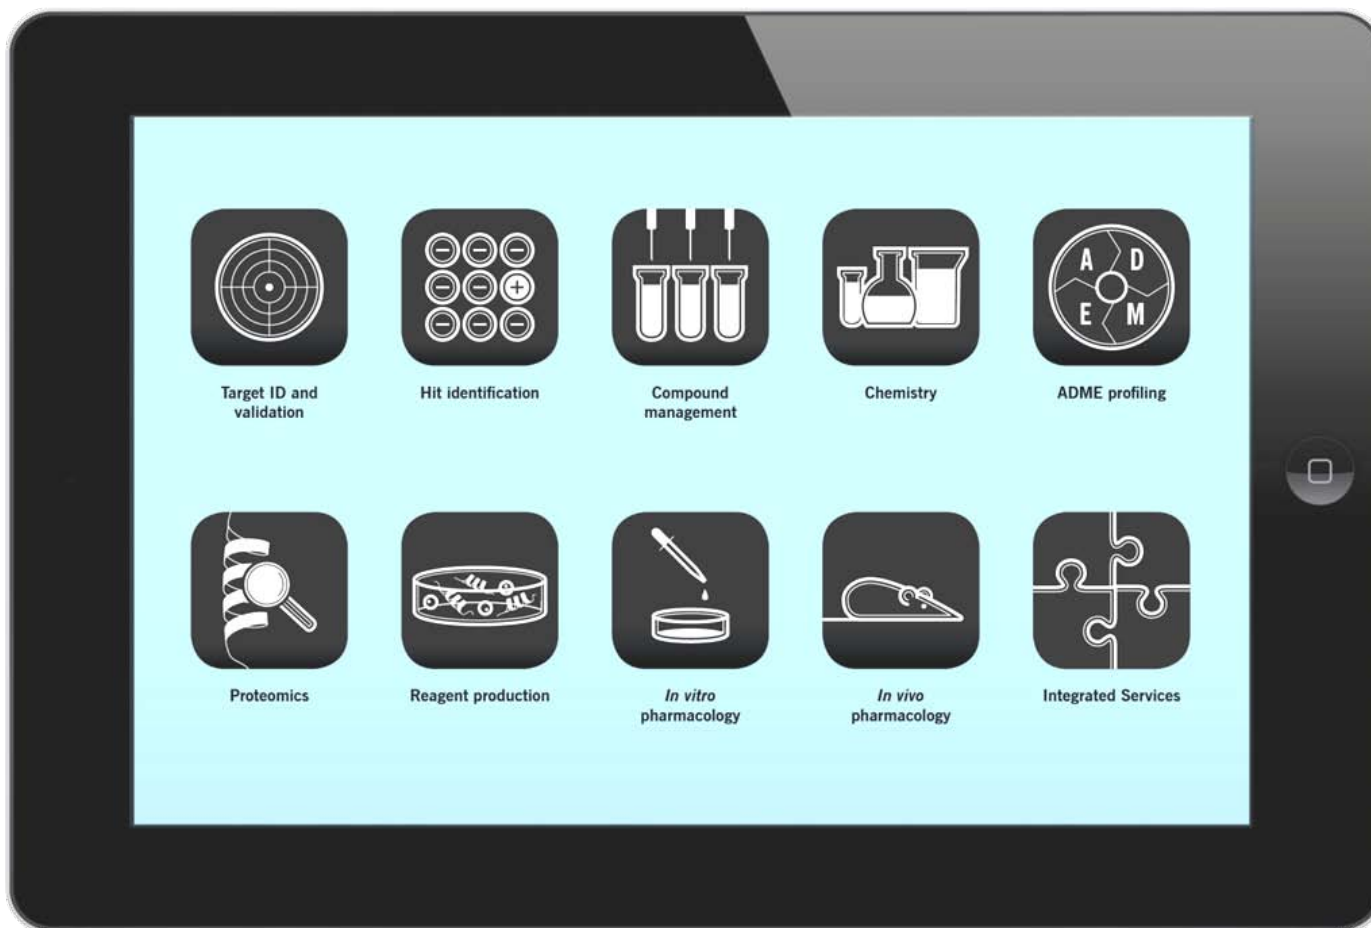 A D
E M
Target ID and
validation
Hit identification
Compound
management
Chemistry
ADME profiling
Proteomics
Reagent production
In vitro
pharmacology
In vivo
pharmacology
Integrated Services